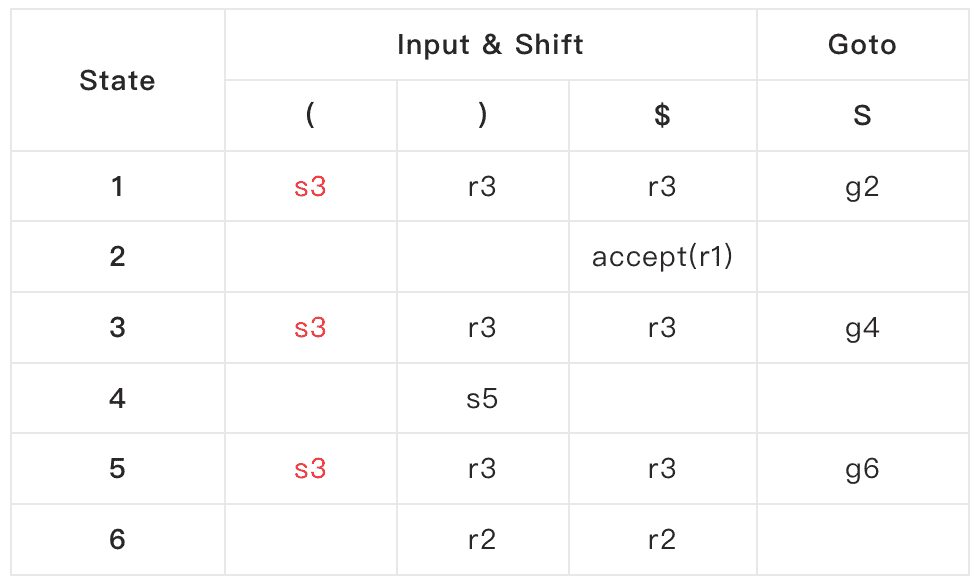 State Input & Shift Goto
( ) $ S
1 s3 r3 r3 g2
2 accept(r1)
3 s3 r3 r3 g4
4 s5
5 s3 r3 r3 g6
6 r2 r2